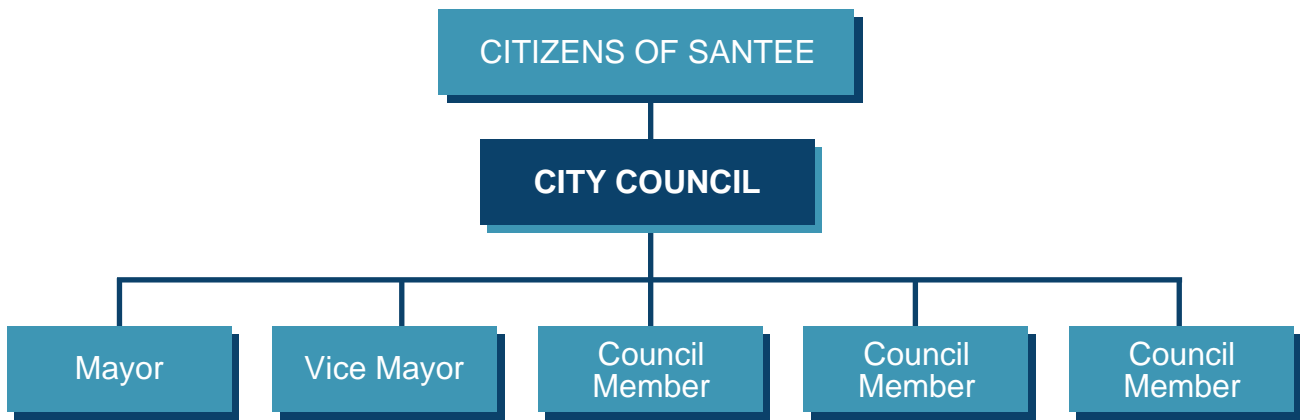 CITIZENS OF SANTEE
CITY COUNCIL
Mayor
Vice Mayor
Council
Member
Council
Member
Council
Member